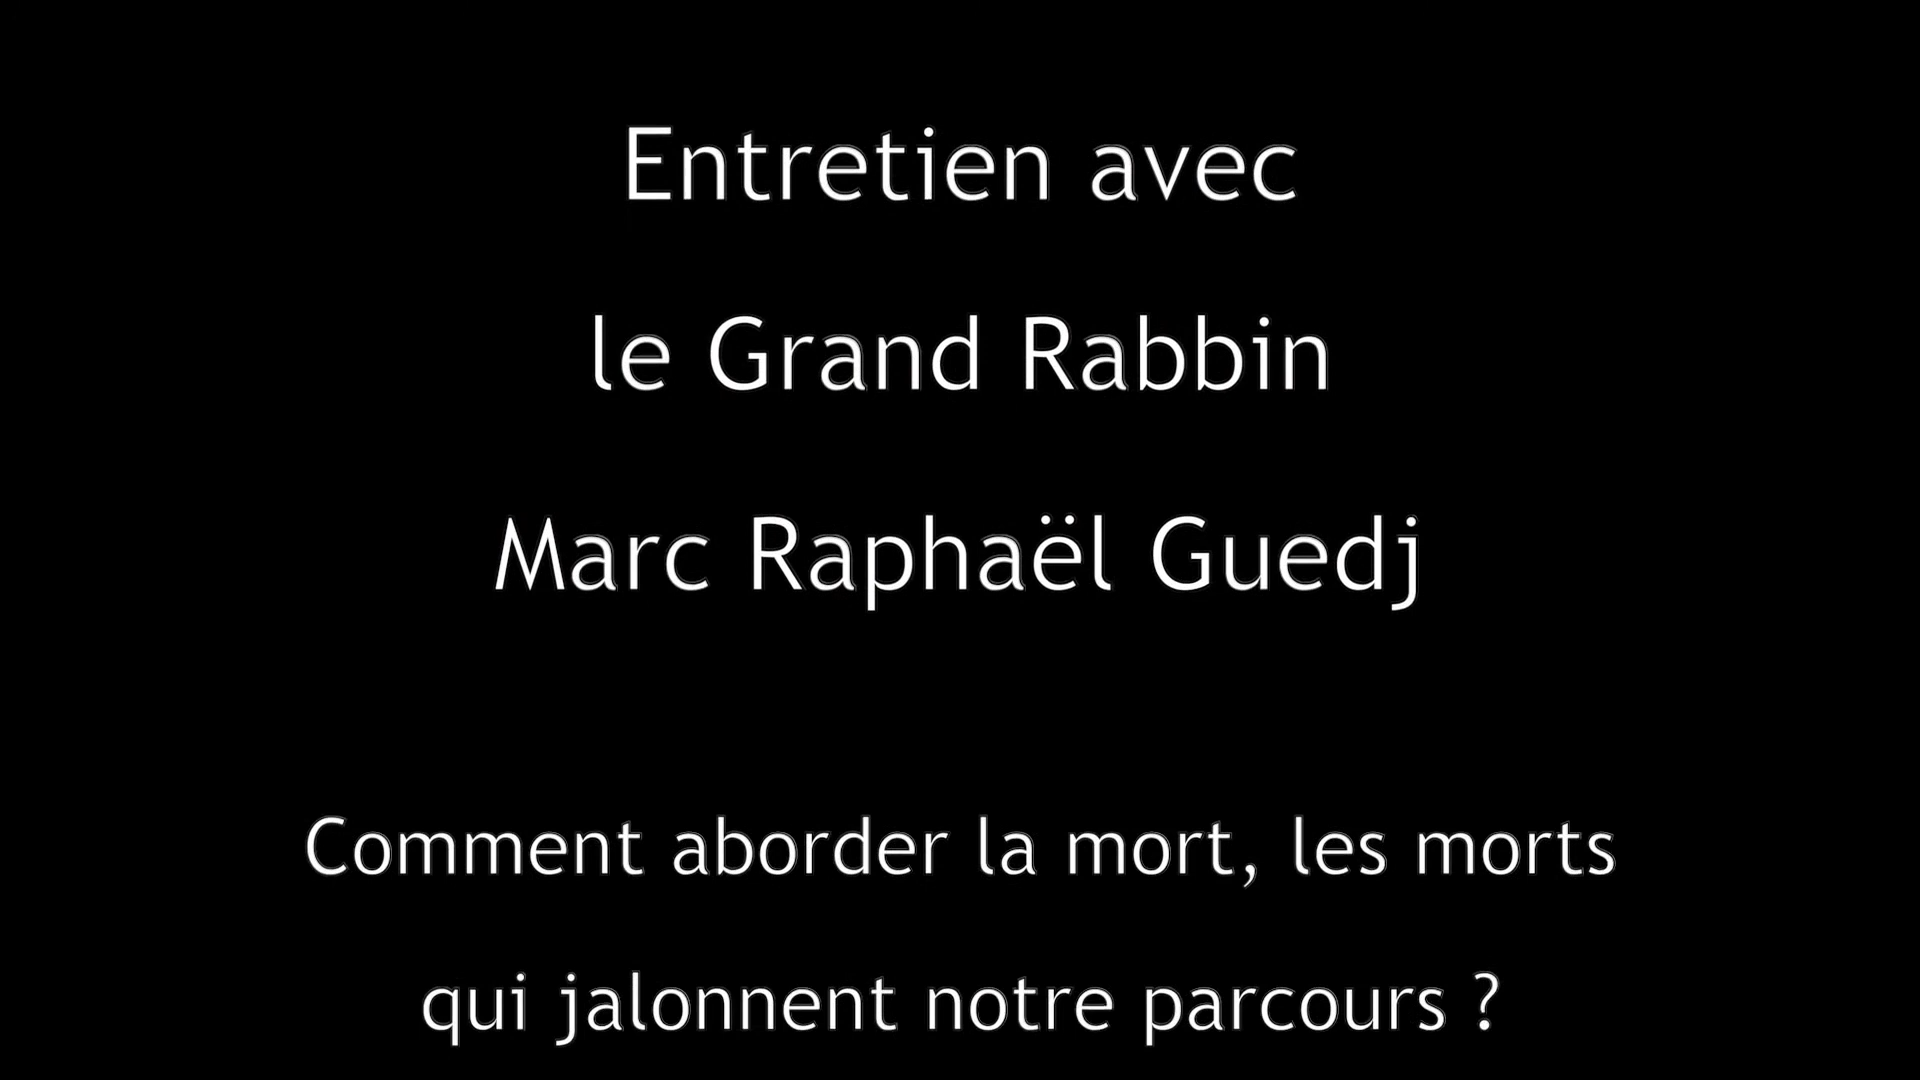 Entretien avec
le Grand Rabbin
Marc Raphaël Guedj
Comment aborder la mort, les morts
qui jalonnent notre parcours ?